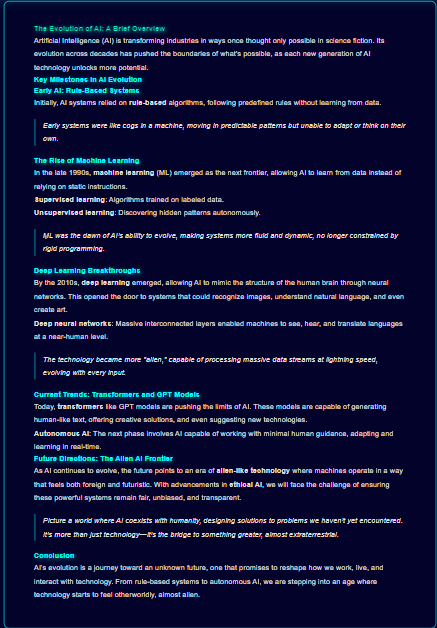 The Evolution of AI: A Brief Overview
Artificial Intelligence (AI) is transforming industries in ways once thought only possible in science fiction. Its
evolution across decades has pushed the boundaries of what's possible, as each new generation of AI
technology unlocks more potential.
Key Milestones in AI Evolution
Early AI: Rule-Based Systems
Initially, AI systems relied on rule-based algorithms, following predefined rules without learning from data.
Early systems were like cogs in a machine, moving in predictable patterns but unable to adapt or think on their
own.
The Rise of Machine Learning
In the late 1990s, machine learning (ML) emerged as the next frontier, allowing AI to learn from data instead of
relying on static instructions.
Supervised learning: Algorithms trained on labeled data.
Unsupervised learning: Discovering hidden patterns autonomously.
ML was the dawn of AI's ability to evolve, making systems more fluid and dynamic, no longer constrained by
rigid programming.
Deep Learning Breakthroughs
By the 2010s, deep learning emerged, allowing AI to mimic the structure of the human brain through neural
networks. This opened the door to systems that could recognize images, understand natural language, and even
create art.
Deep neural networks: Massive interconnected layers enabled machines to see, hear, and translate languages
at a near-human level.
The technology became more "alien," capable of processing massive data streams at lightning speed,
evolving with every input.
Current Trends: Transformers and GPT Models
Today, transformers like GPT models are pushing the limits of AI. These models are capable of generating
human-like text, offering creative solutions, and even suggesting new technologies.
Autonomous AI: The next phase involves AI capable of working with minimal human guidance, adapting and
learning in real-time.
Future Directions: The Alien AI Frontier
As AI continues to evolve, the future points to an era of alien-like technology where machines operate in a way
that feels both foreign and futuristic. With advancements in ethical AI, we will face the challenge of ensuring
these powerful systems remain fair, unbiased, and transparent.
Picture a world where AI coexists with humanity, designing solutions to problems we haven't yet encountered.
It's more than just technology—it's the bridge to something greater, almost extraterrestrial.
Conclusion
AI's evolution is a journey toward an unknown future, one that promises to reshape how we work, live, and
interact with technology. From rule-based systems to autonomous AI, we are stepping into an age where
technology starts to feel otherworldly, almost alien.